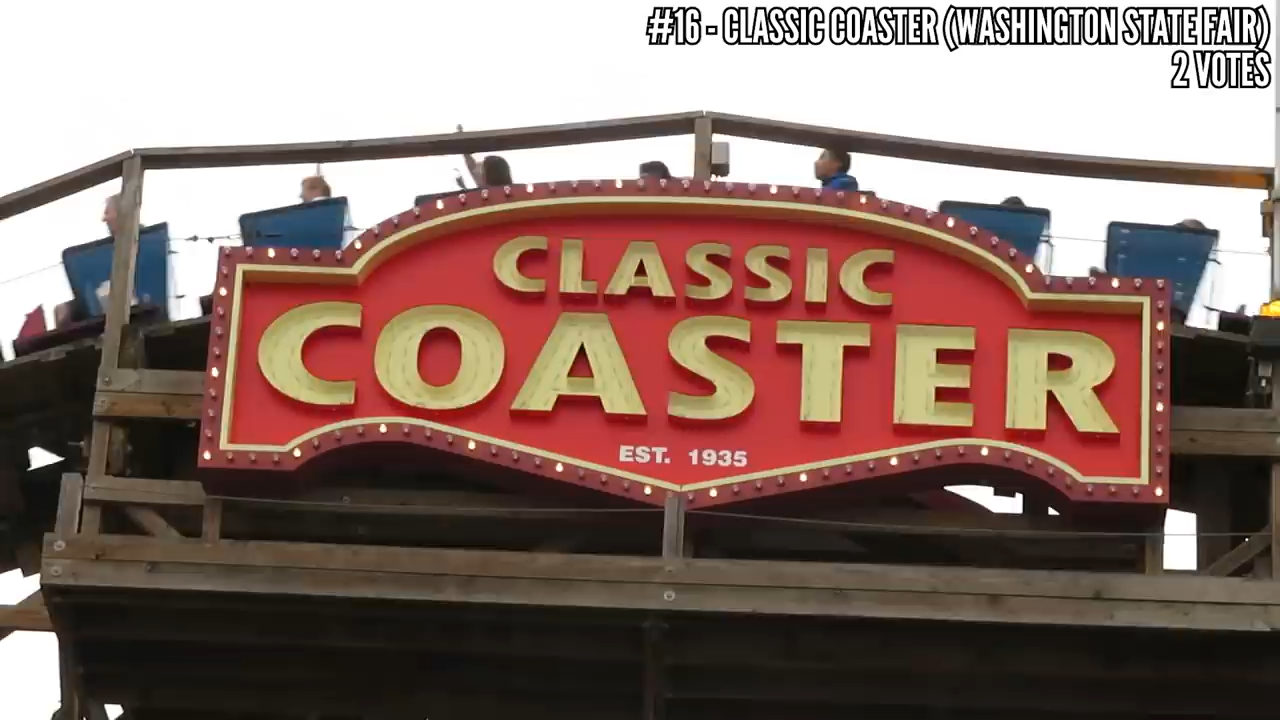 #16 - CLASSIC COASTER (WASHINGTON STATE FAIR)
2 VOTES
CLASSIC
COASTER
EST. 1935